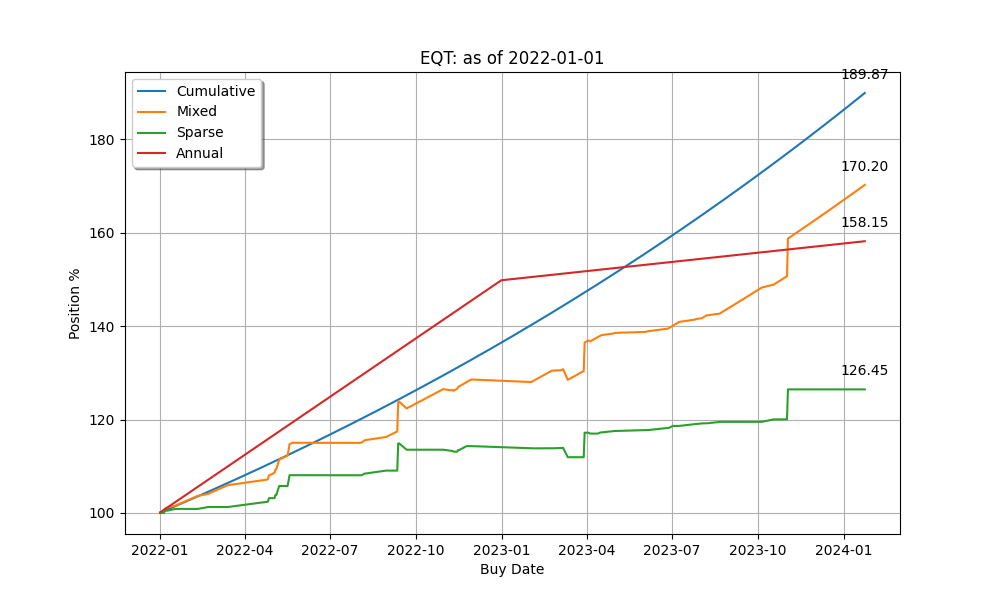 EQT: as of 2022-01-01
189.87
Cumulative
Mixed
Sparse
Annual
170.20
158.15
126.45
180
160
140
120
100
Position %
2022-01 2022-04 2022-07 2022-10 2023-01 2023-04 2023-07 2023-10 2024-01
Buy Date